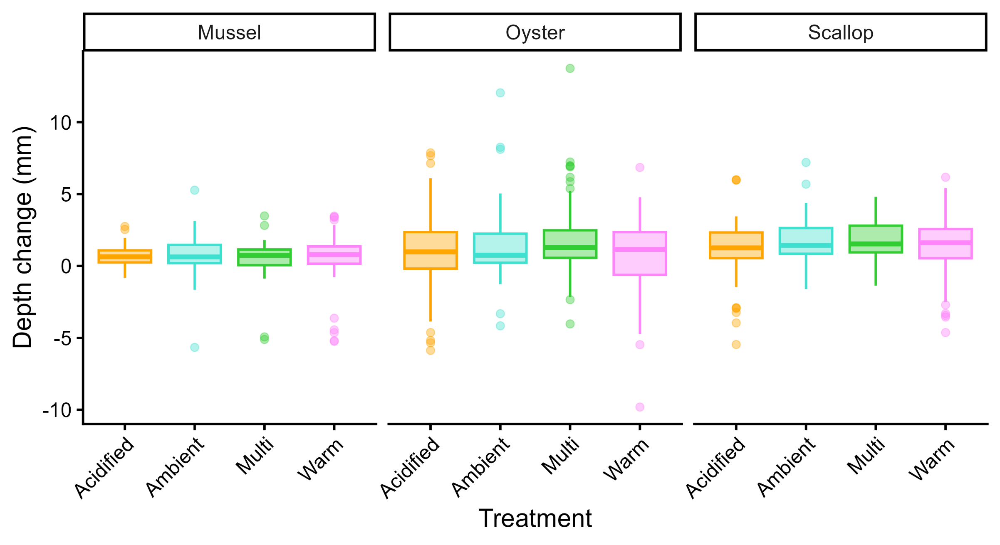 Mussel Oyster Scallop
Depth change (mm)
10
5
0
-5
-10
Acidified Ambient Multi Warm Acidified Ambient Multi Warm Acidified Ambient Multi Warm
Treatment